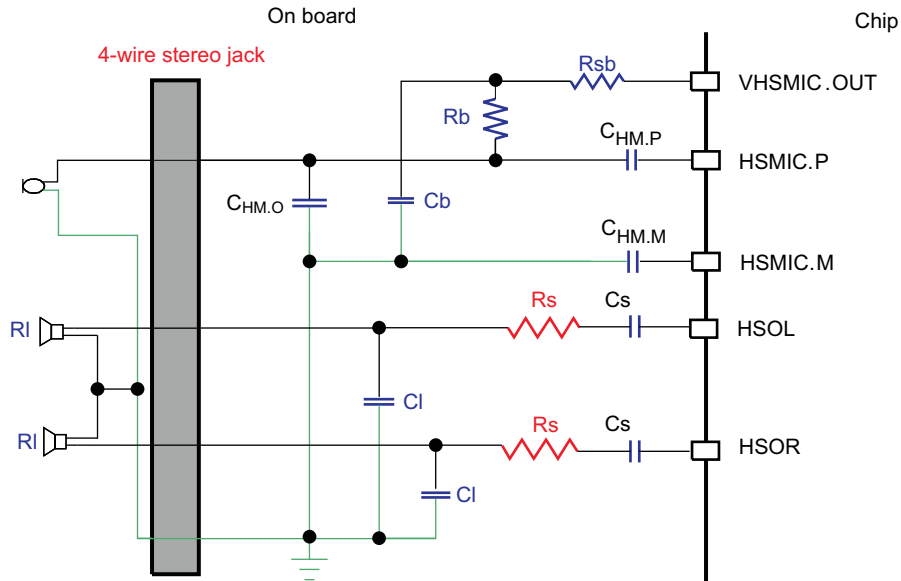 On board
Chip
4-wire stereo jack
Rsb
VHSMIC.OUT
Rb
CHM.P
HSMIC.P
CHM.O
Cb
CHM.M
HSMIC.M
Rl
Rs
Cs
HSOL
Cl
Rl
Rs
Cs
HSOR
Cl